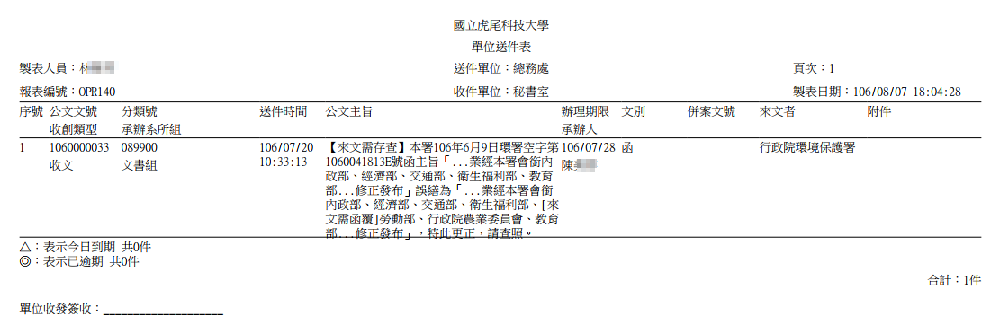 國立虎尾科技大學
單位送件表
製表人員：林 送件單位：總務處 頁次：1
報表編號：OPR140 收件單位：秘書室 製表日期：106/08/07 18:04:28
序號 公文文號 分類號 送件時間 公文主旨 辦理期限 文別 併案文號 來文者 附件
收創類型 承辦系所組 承辦人
1 1060000033 089900 106/07/20 【來文需存查】本署106年6月9日環署空字第 106/07/28 函 行政院環境保護署
收文 文書組 10:33:13 1060041813E號函主旨「...業經本署會銜內 陳
政部、經濟部、交通部、衛生福利部、教育
部...修正發布」誤繕為「...業經本署會銜
內政部、經濟部、交通部、衛生福利部、[來
文需函覆]勞動部、行政院農業委員會、教育
部...修正發布」，特此更正，請查照。
△：表示今日到期 共0件
◎：表示已逾期 共0件
合計：1件
單位收發簽收：____________________